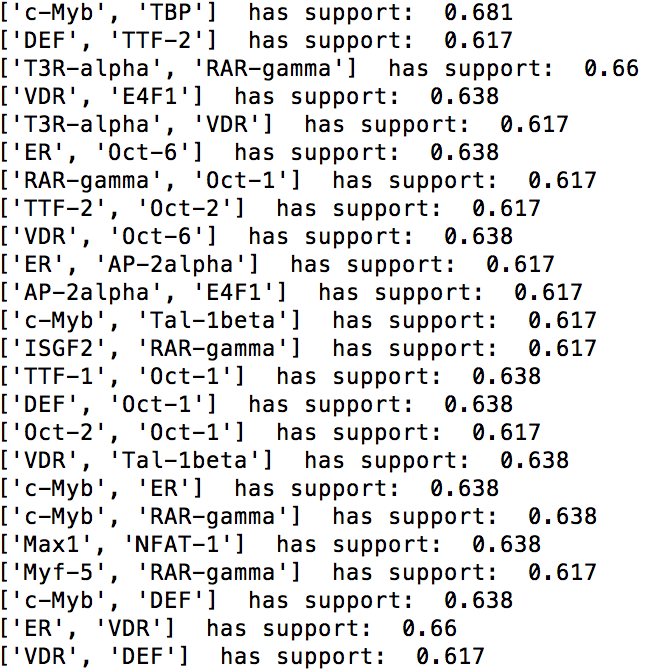 ['c-Myb', 'TBP']  has support:  0.681
['DEF', 'TTF-2']  has support:  0.617
['T3R-alpha', 'RAR-gamma']  has support:  0.66
['VDR', 'E4F1']  has support:  0.638
['T3R-alpha', 'VDR']  has support:  0.617
['ER', 'Oct-6']  has support:  0.638
['RAR-gamma', 'Oct-1']  has support:  0.617
['TTF-2', 'Oct-2']  has support:  0.617
['VDR', 'Oct-6']  has support:  0.638
['ER', 'AP-2alpha']  has support:  0.617
['AP-2alpha', 'E4F1']  has support:  0.617
['c-Myb', 'Tal-1beta']  has support:  0.617
['ISGF2', 'RAR-gamma']  has support:  0.617
['TTF-1', 'Oct-1']  has support:  0.638
['DEF', 'Oct-1']  has support:  0.638
['Oct-2', 'Oct-1']  has support:  0.617
['VDR', 'Tal-1beta']  has support:  0.638
['c-Myb', 'ER']  has support:  0.638
['c-Myb', 'RAR-gamma']  has support:  0.638
['Max1', 'NFAT-1']  has support:  0.638
['Myf-5', 'RAR-gamma']  has support:  0.617
['c-Myb', 'DEF']  has support:  0.638
['ER', 'VDR']  has support:  0.66
['VDR', 'DEF']  has support:  0.617